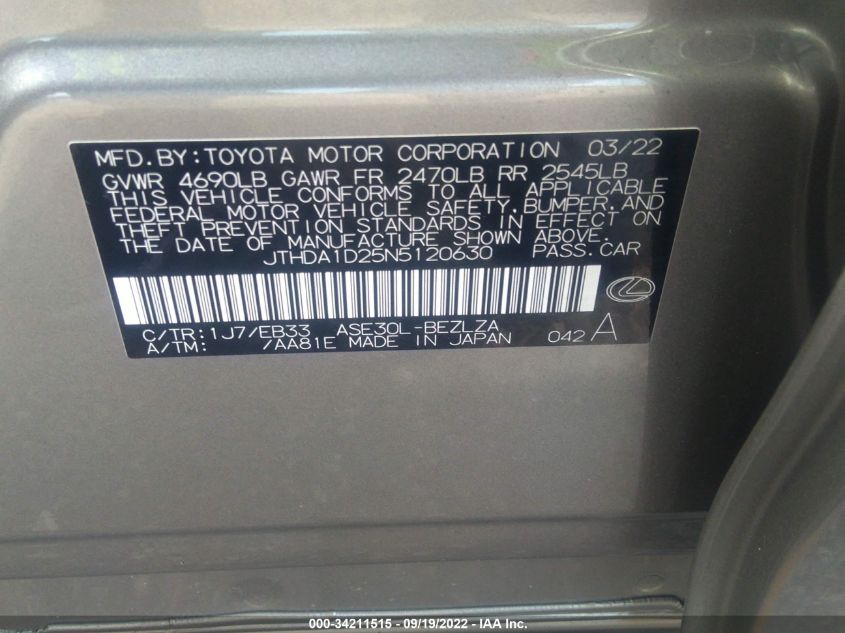 MFD.BY:TOYOTA MOTOR CORPORATION 03/22
GVWR 4690LB GAWR FR 2470LB RR 2545LB
THIS VEHICLE CONFORMS TO ALL APPLICABLE
FEDERAL MOTOR VEHICLE SAFETY,BUMPER,AND
THEFT PREVENTION STANDARDS IN EFFECT ON
THE DATE OF MANUFACTURE SHOWN ABOVE.
JTHDA1D25N5120630 PASS.CAR
C/TR:1J7/EB33 ASE30L-BEZLZA
A/TM: /AA81E MADE IN JAPAN 042 A
000-34211515 - 09/19/2022 - IAA Inc.